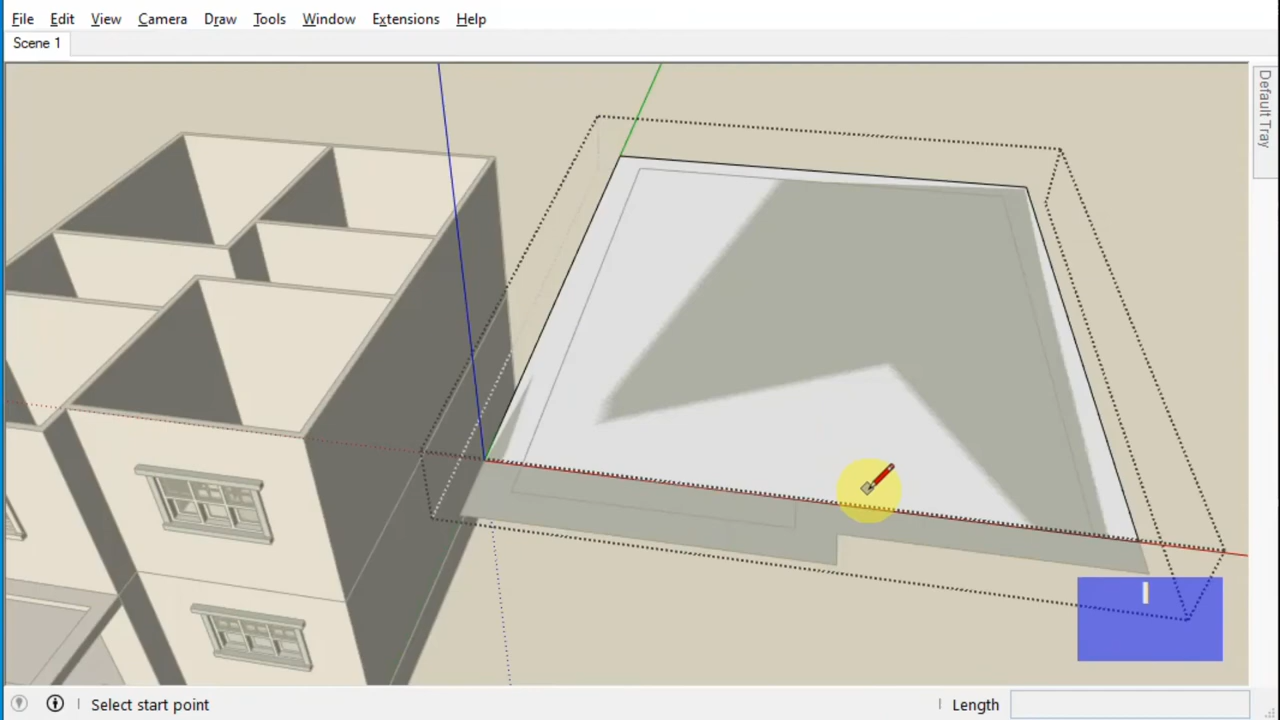 File Edit View Camera Draw Tools Window Extensions Help
Scene 1
Default Tray
Select start point
Length